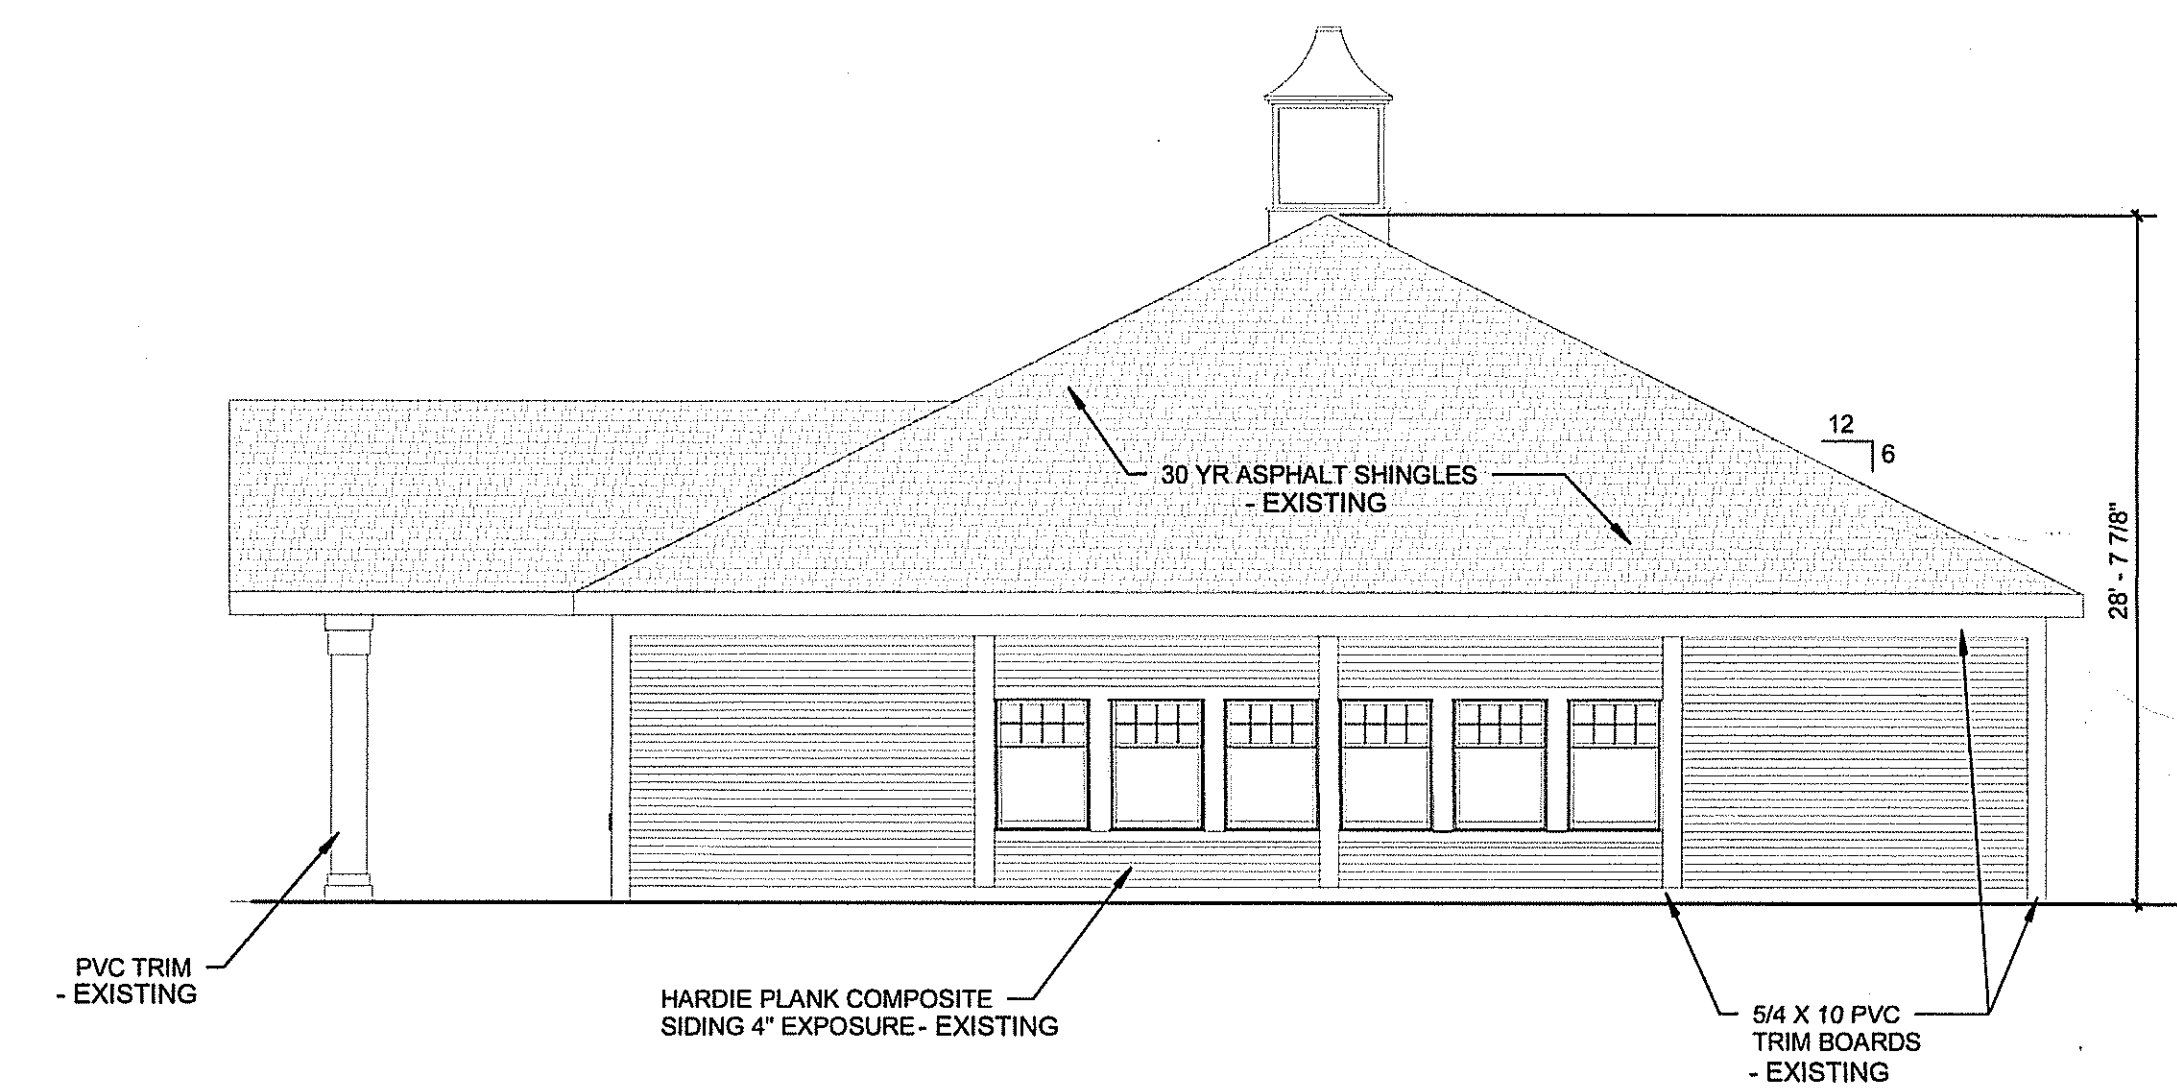 12
6
30 YR ASPHALT SHINGLES
- EXISTING
28' - 7 7/8"
PVC TRIM
- EXISTING
HARDIE PLANK COMPOSITE
SIDING 4" EXPOSURE - EXISTING
5/4 X 10 PVC
TRIM BOARDS
- EXISTING